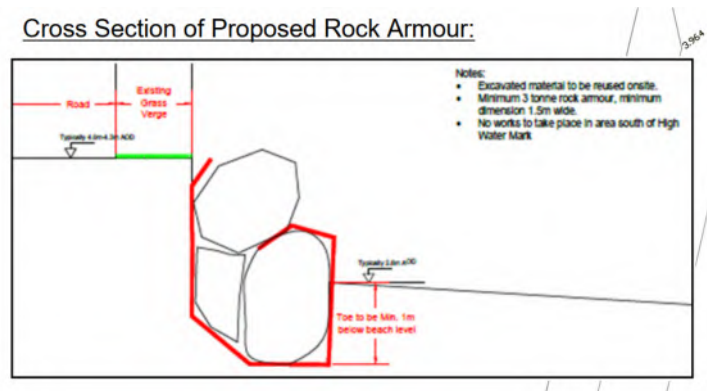 Cross Section of Proposed Rock Armour:
3.964
Notes:
• Excavated material to be reused onsite.
• Minimum 3 tonne rock armour, minimum
dimension 1.5m wide.
• No works to take place in area south of High
Water Mark
Road
Existing
Grass
Verge
Typically 4.0m-4.3m AOD
Typically 2.6m AOD
Toe to be Min. 1m
below beach level